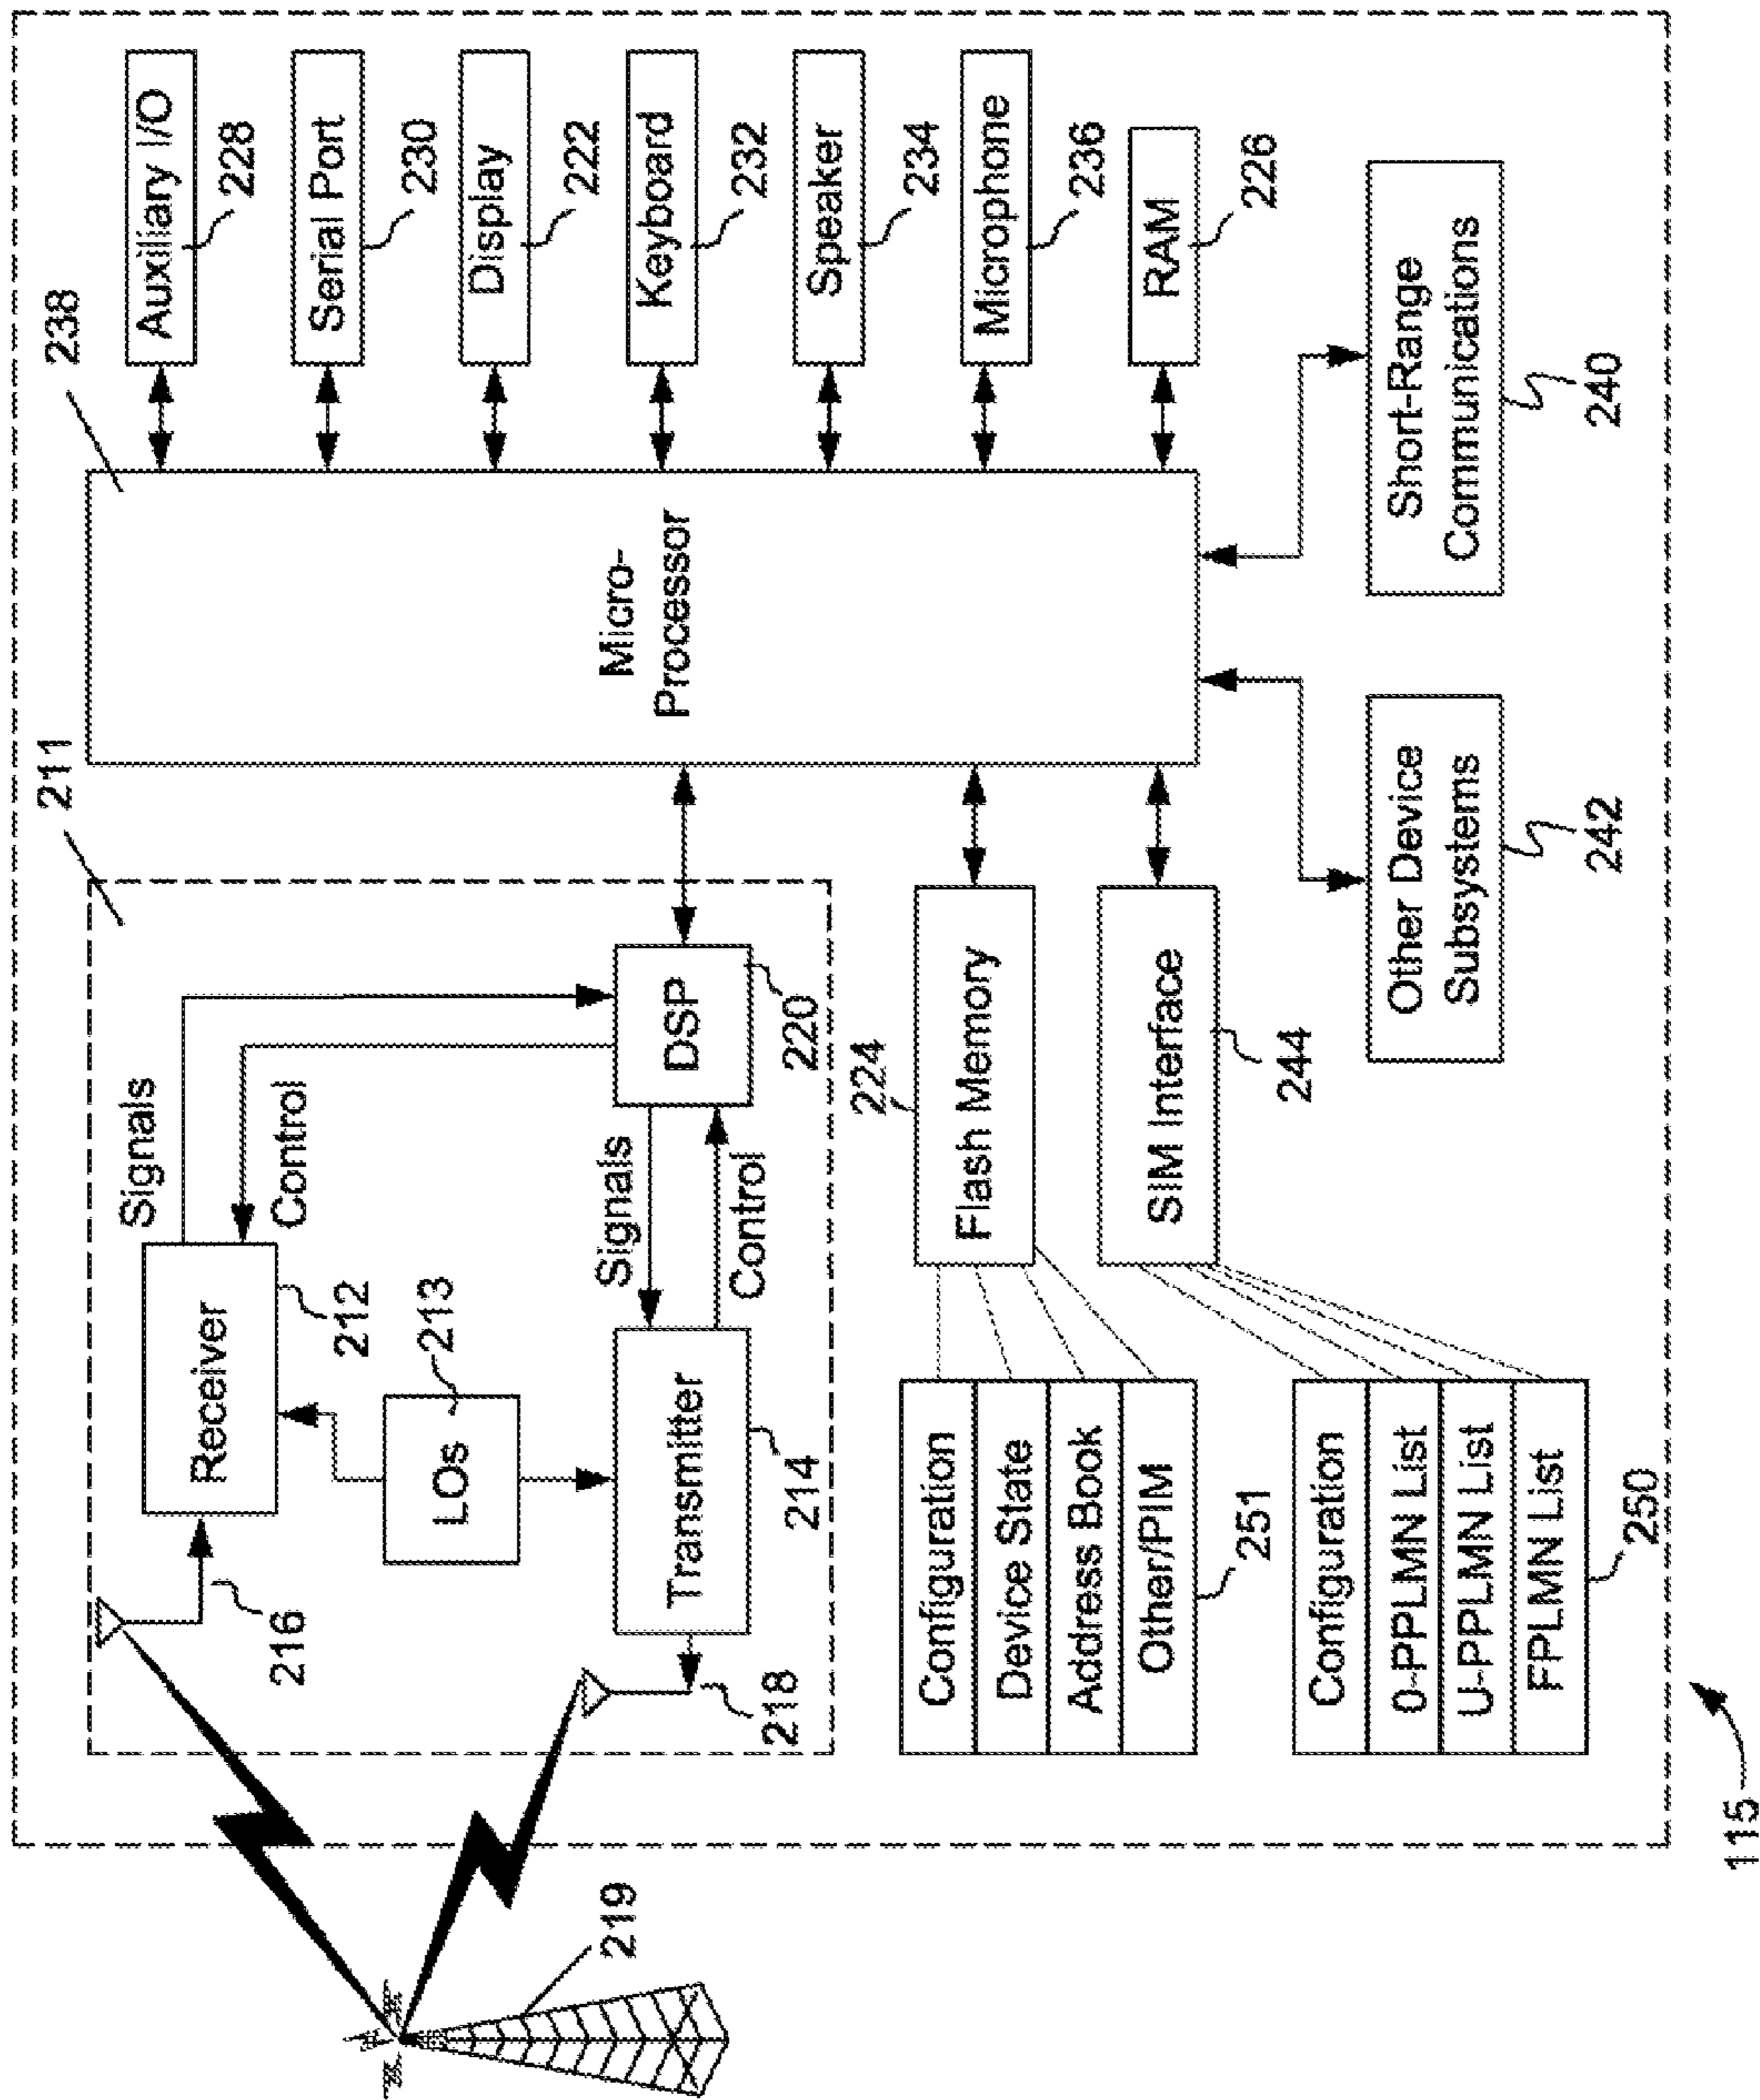 211
238
Signals
Control
Receiver
212
216
LOs
213
Signals
Control
Transmitter
214
218
DSP
220
219
Micro-
Processor
Auxiliary I/O
228
Serial Port
230
Display
222
Keyboard
232
Speaker
234
Microphone
236
RAM
226
224
Flash Memory
SIM Interface
244
Configuration
Device State
Address Book
Other/PIM
251
Configuration
0-PPLMN List
U-PPLMN List
FPLMN List
250
Other Device
Subsystems
242
Short-Range
Communications
240
115